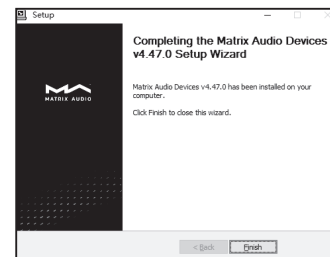 Setup
Completing the Matrix Audio Devices
v4.47.0 Setup Wizard
MATRIX AUDIO
Matrix Audio Devices v4.47.0 has been installed on your
computer.
Click Finish to close this wizard.
< Back
Finish